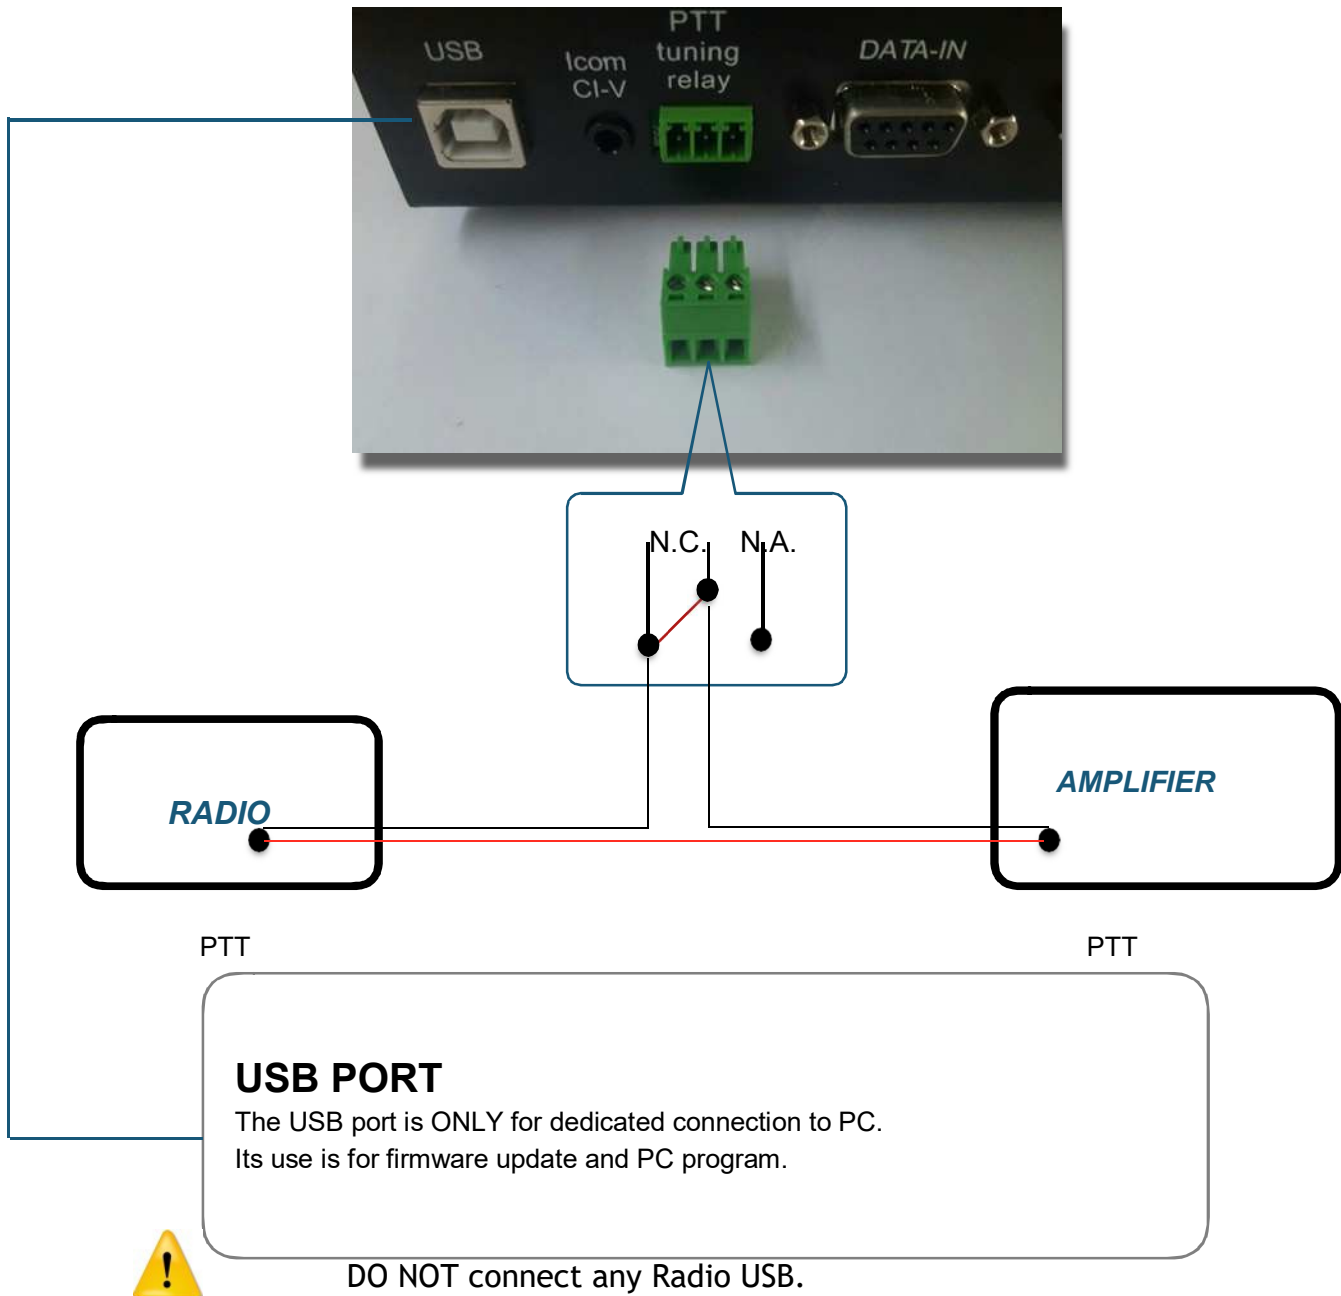 USB
Icom
CI-V
PTT
tuning
relay
DATA-IN
N.C.
N.A.
RADIO
AMPLIFIER
PTT
PTT
USB PORT
The USB port is ONLY for dedicated connection to PC.
Its use is for firmware update and PC program.
!
DO NOT connect any Radio USB.